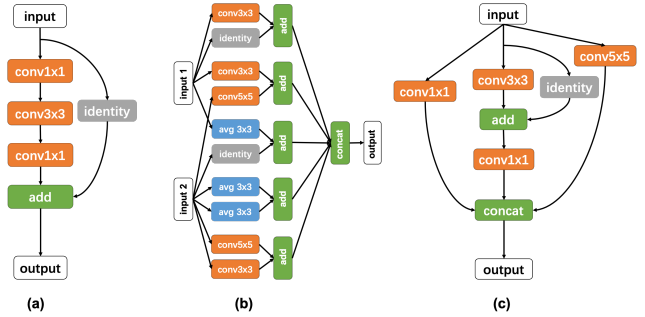 input
conv1x1
conv3x3
identity
conv1x1
add
output
(a)
input 1
input 2
conv3x3
identity
add
conv3x3
conv5x5
add
avg 3x3
identity
add
avg 3x3
avg 3x3
add
conv5x5
conv3x3
add
concat
output
(b)
input
conv5x5
conv1x1
conv3x3
identity
add
conv1x1
concat
output
(c)